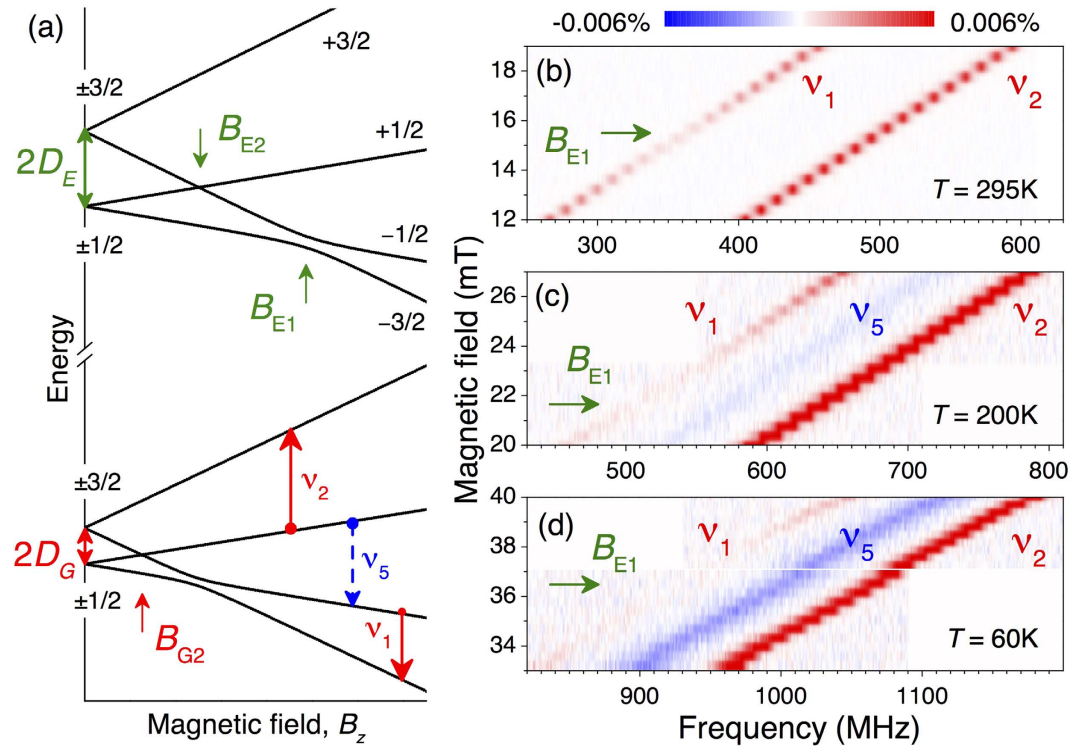 (a)
+3/2
±3/2
+1/2
B_E2
2D_E
−1/2
±1/2
B_E1
−3/2
Energy
ν_2
±3/2
2D_G
ν_5
±1/2
B_G2
ν_1
Magnetic field, B_z
-0.006% 0.006%
(b)
ν_1 ν_2
B_E1
T = 295K
18
16
14
12
300 400 500 600
Magnetic field (mT)
(c)
ν_1 ν_5 ν_2
B_E1
T = 200K
26
24
22
20
500 600 700 800
(d)
ν_1 ν_5 ν_2
B_E1
T = 60K
40
38
36
34
900 1000 1100
Frequency (MHz)